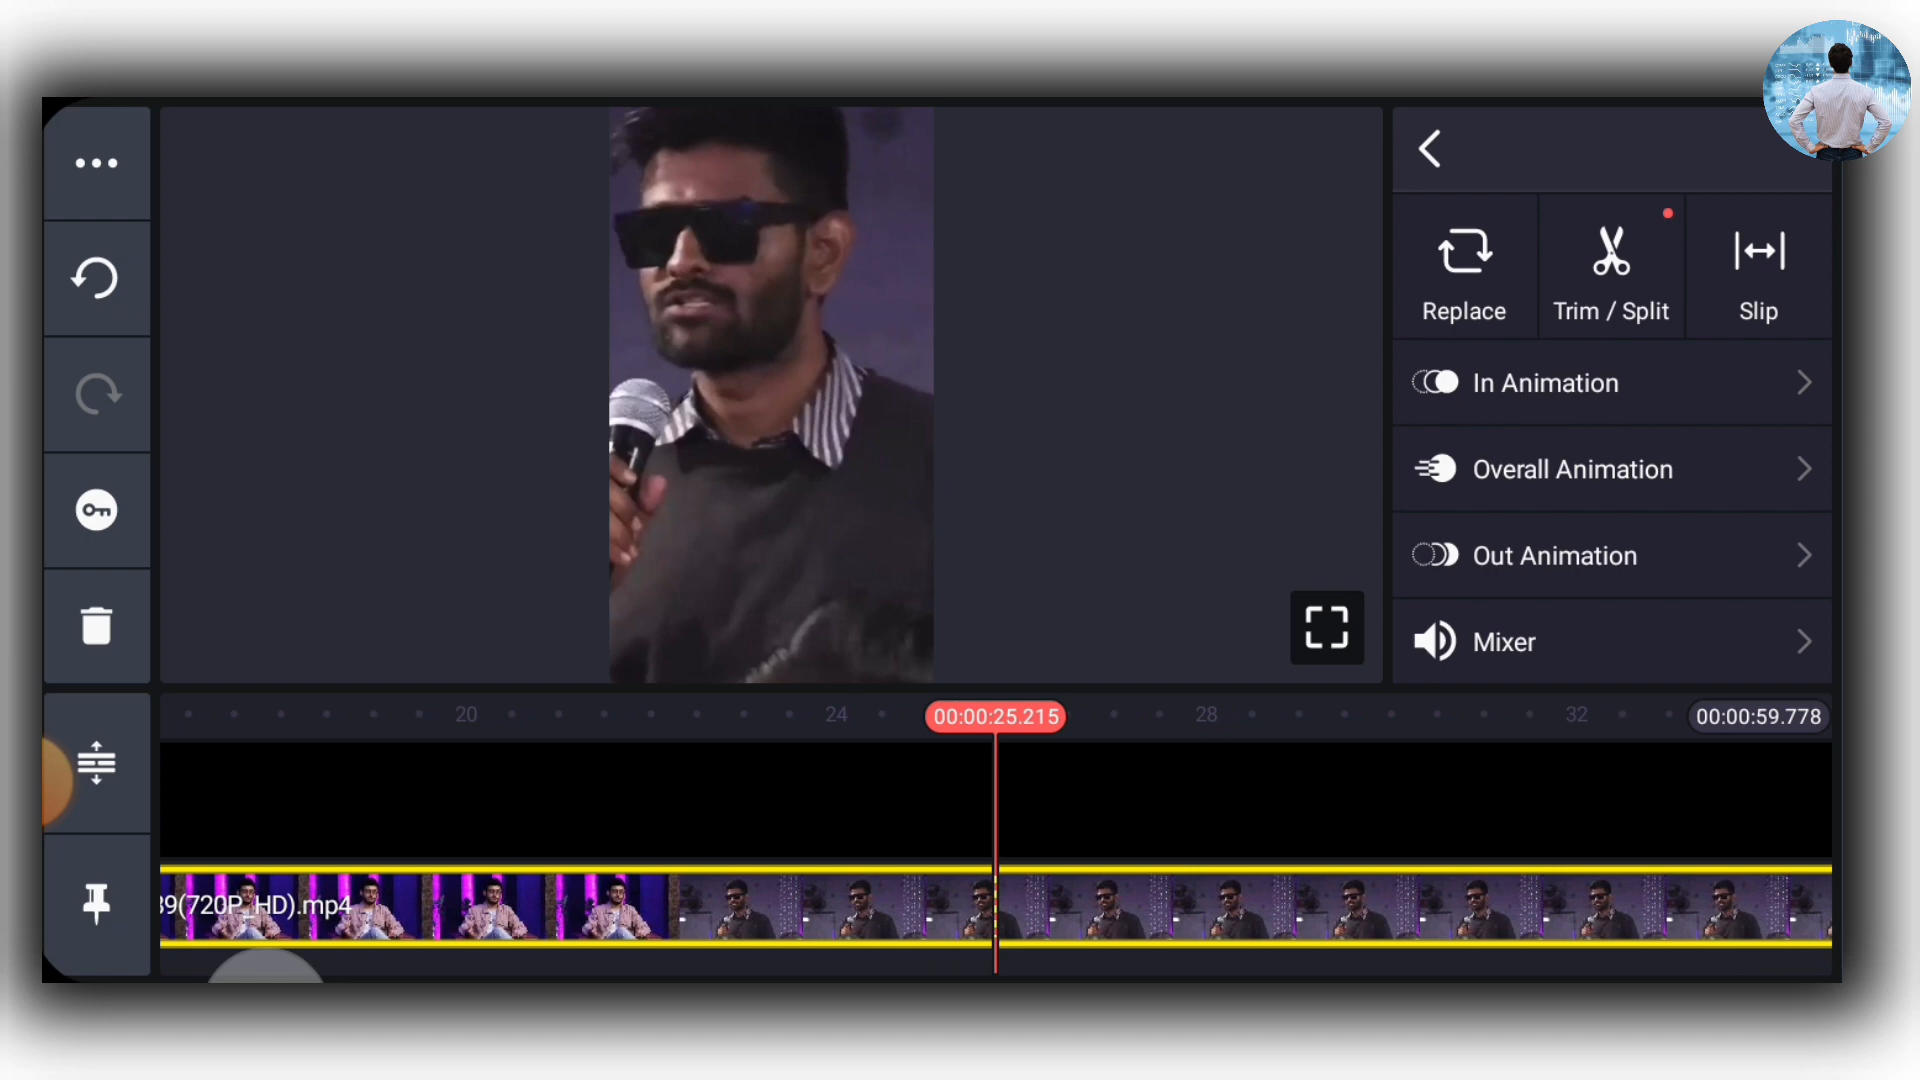 Replace
Trim / Split
Slip
In Animation
Overall Animation
Out Animation
Mixer
20
24
00:00:25.215
28
32
00:00:59.778
39(720P_HD).mp4